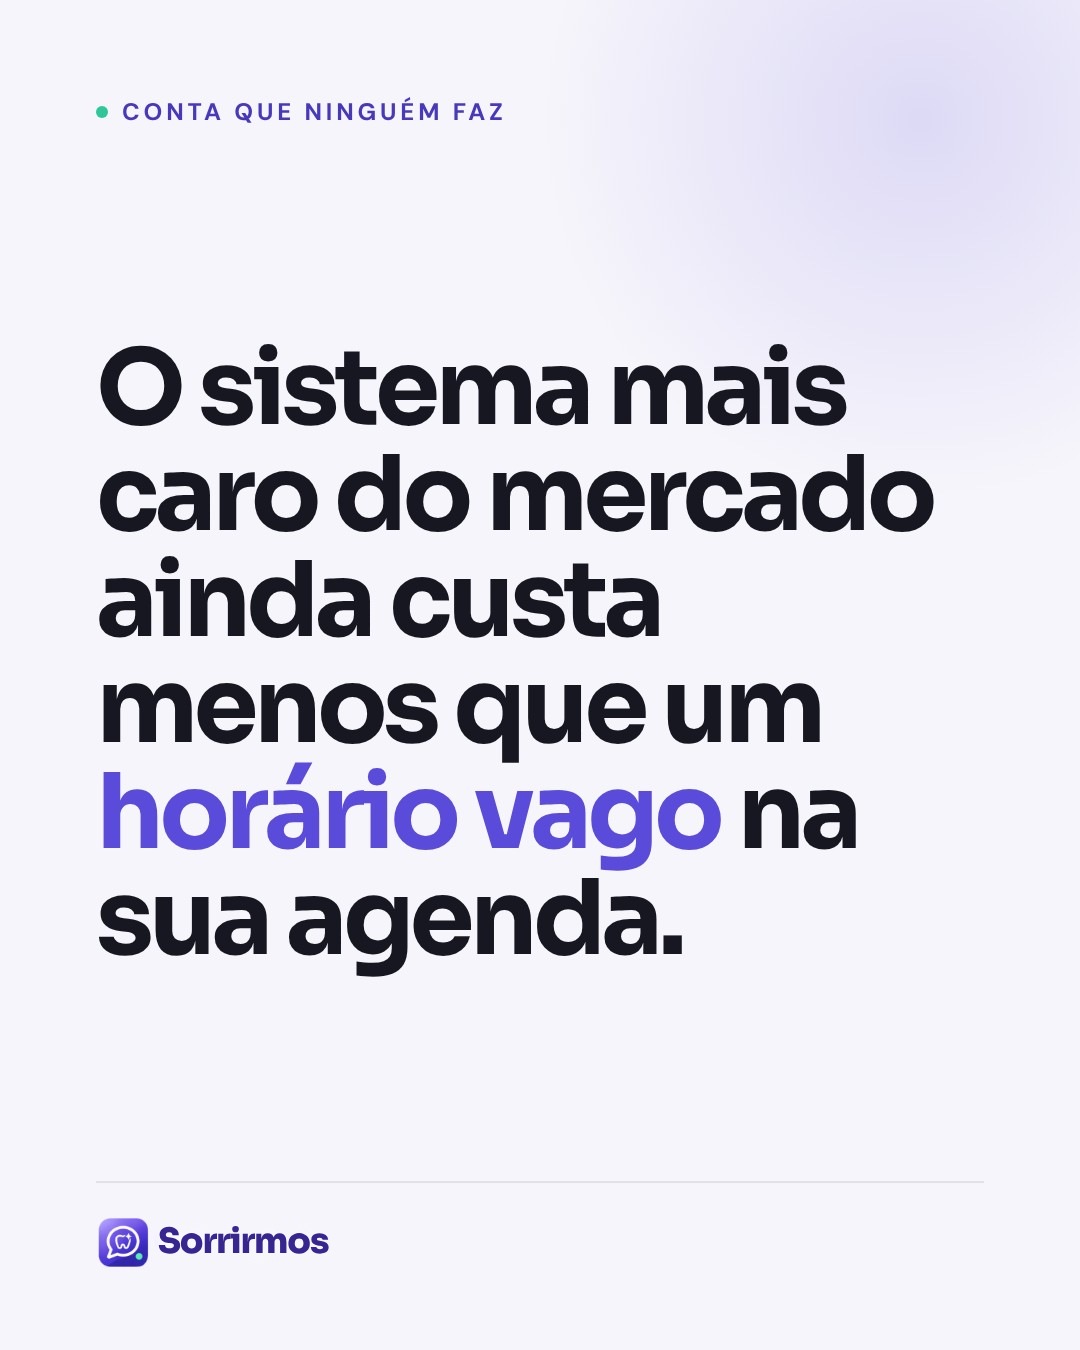 CONTA QUE NINGUÉM FAZ
O sistema mais
caro do mercado
ainda custa
menos que um
horário vago na
sua agenda.
Sorrirmos